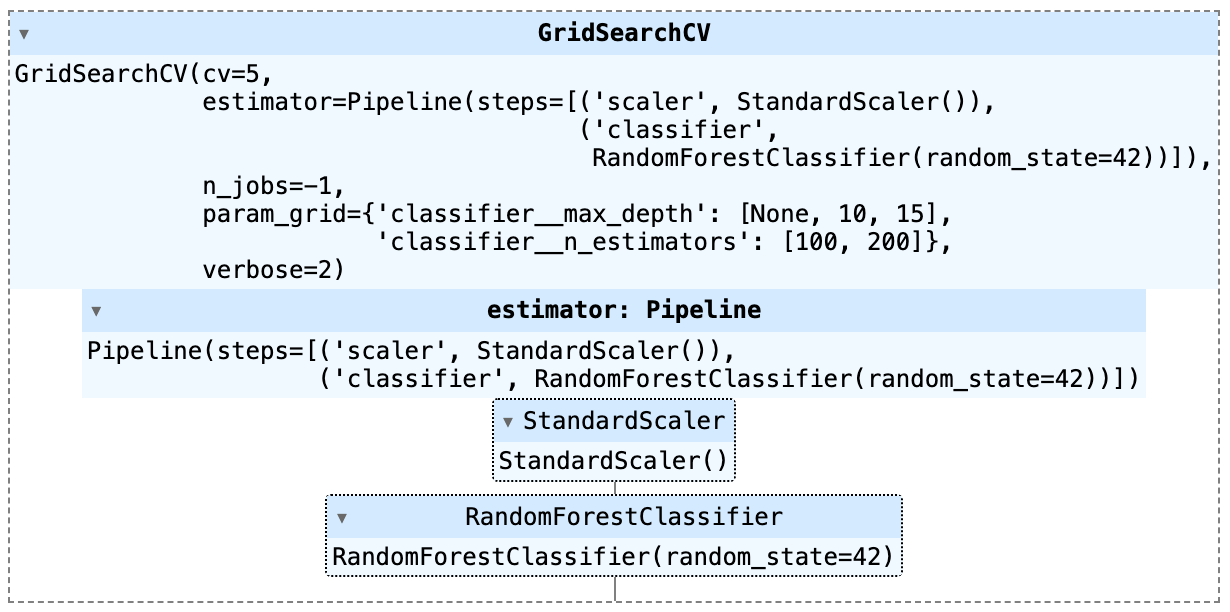 GridSearchCV
GridSearchCV(cv=5,
             estimator=Pipeline(steps=[('scaler', StandardScaler()),
                                       ('classifier',
                                        RandomForestClassifier(random_state=42))]),
             n_jobs=-1,
             param_grid={'classifier__max_depth': [None, 10, 15],
                         'classifier__n_estimators': [100, 200]},
             verbose=2)
estimator: Pipeline
Pipeline(steps=[('scaler', StandardScaler()),
                ('classifier', RandomForestClassifier(random_state=42))])
StandardScaler
StandardScaler()
RandomForestClassifier
RandomForestClassifier(random_state=42)